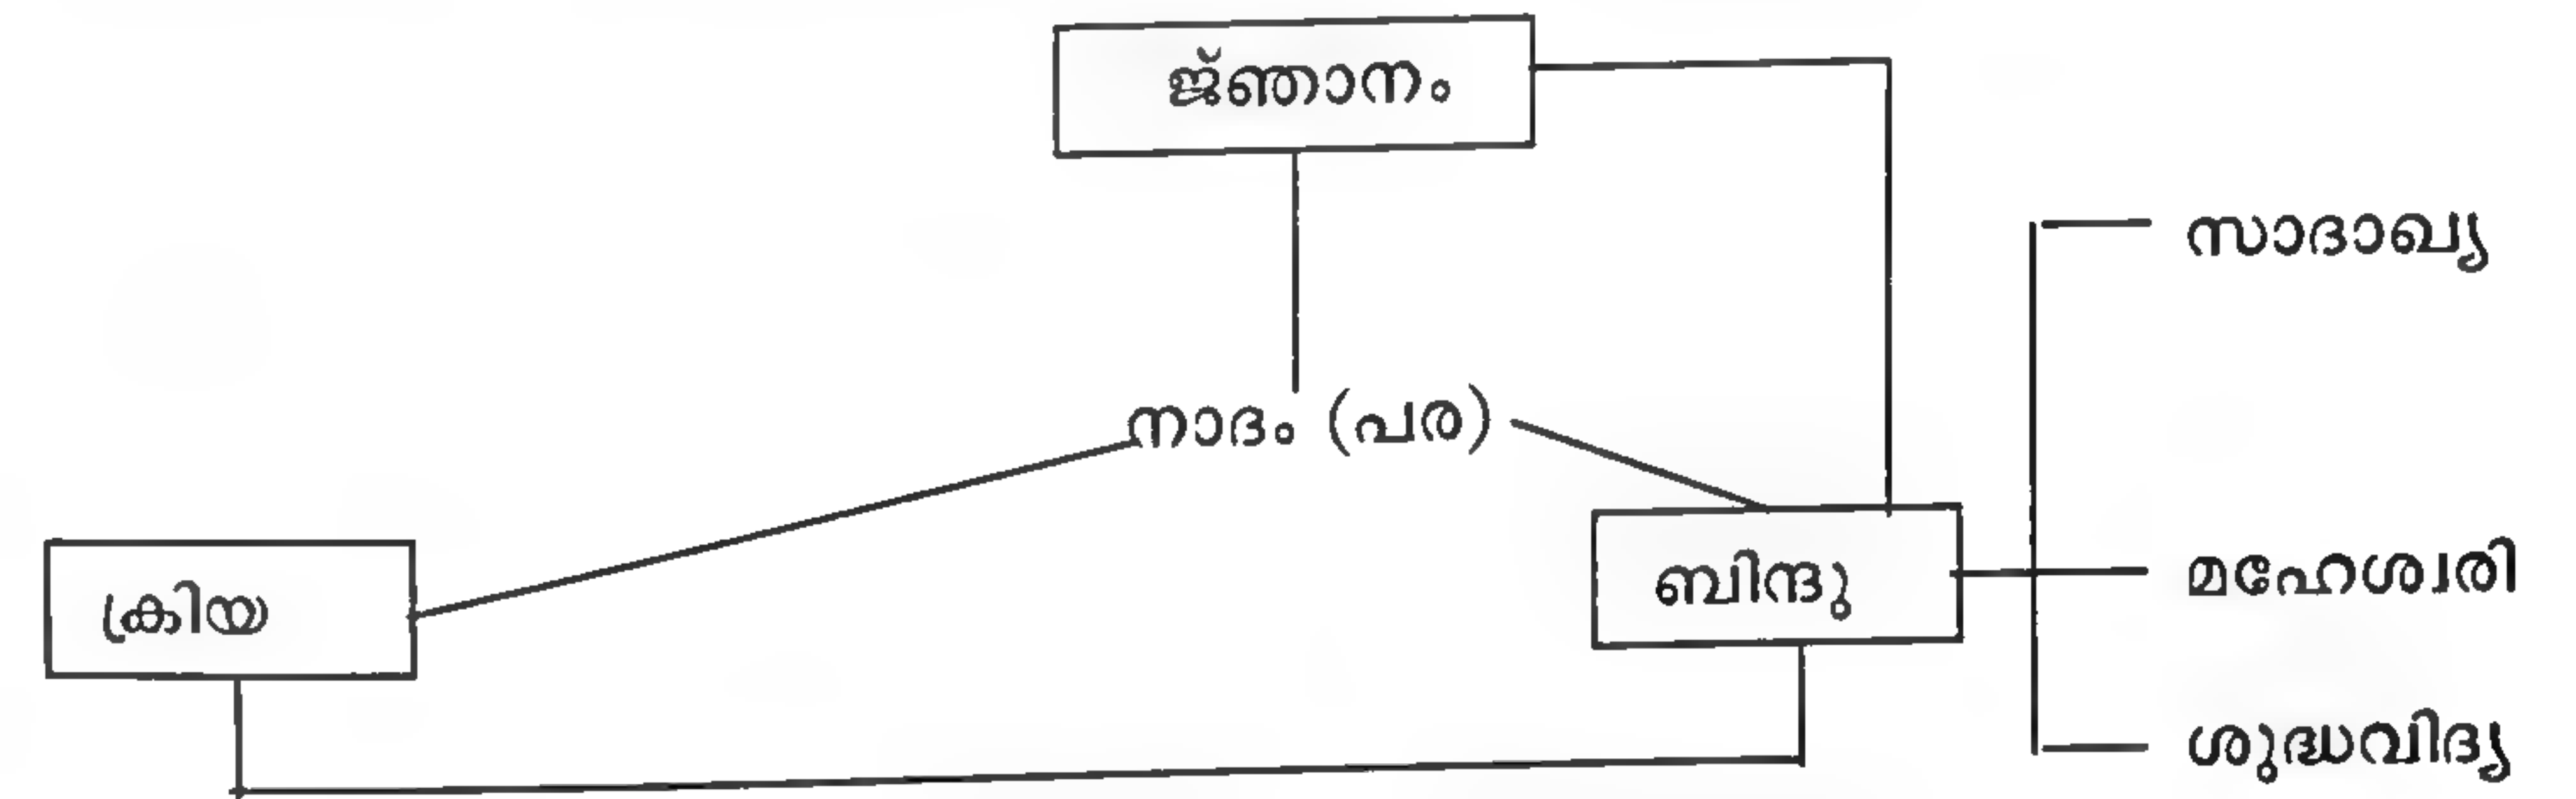 ജ്ഞാനം
സാദാഖ്യ
നാദം (പര)
ബിന്ദു
മഹേശ്വരി
ക്രിയ
ശുദ്ധവിദ്യ